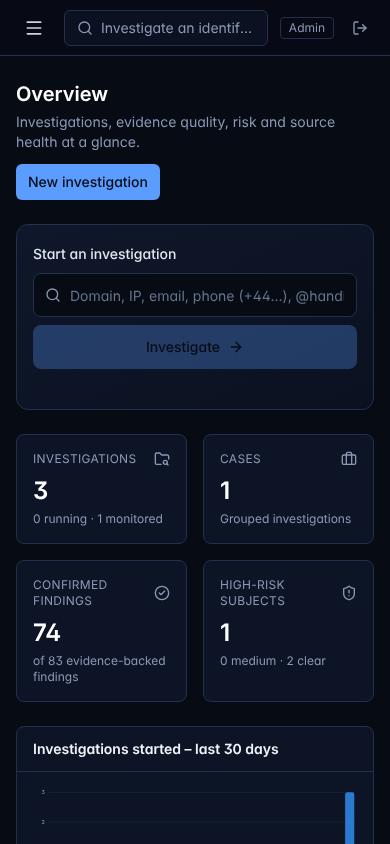 Investigate an identif...
Admin
Overview
Investigations, evidence quality, risk and source
health at a glance.
New investigation
Start an investigation
Domain, IP, email, phone (+44...), @handl
Investigate →
INVESTIGATIONS
3
0 running · 1 monitored
CASES
1
Grouped investigations
CONFIRMED
FINDINGS
74
of 83 evidence-backed
findings
HIGH-RISK
SUBJECTS
1
0 medium · 2 clear
Investigations started – last 30 days
3
2